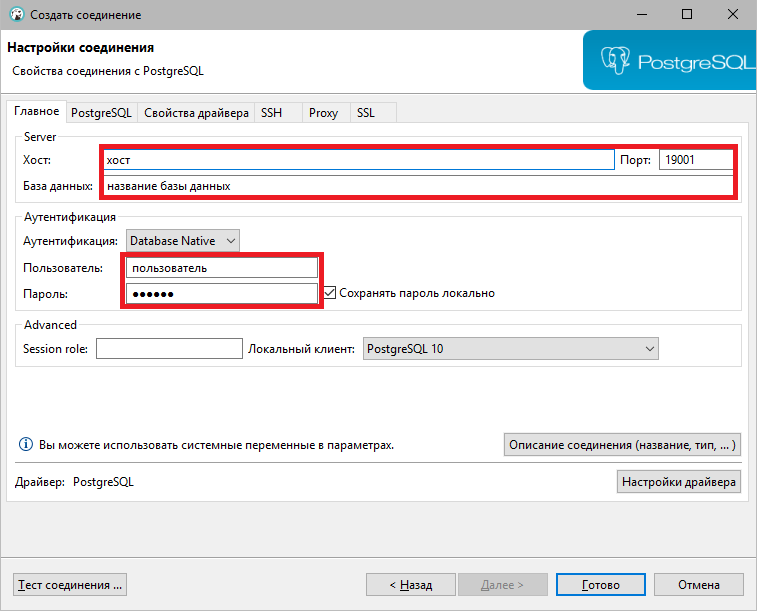 Создать соединение
Настройки соединения
Свойства соединения с PostgreSQL
PostgreSQL
Главное PostgreSQL Свойства драйвера SSH Proxy SSL
Server
Хост: хост Порт: 19001
База данных: название базы данных
Аутентификация
Аутентификация: Database Native
Пользователь: пользователь
Пароль: ●●●●●● Сохранять пароль локально
Advanced
Session role: Локальный клиент: PostgreSQL 10
Вы можете использовать системные переменные в параметрах. Описание соединения (название, тип, ... )
Драйвер: PostgreSQL Настройки драйвера
Тест соединения ... < Назад Далее > Готово Отмена